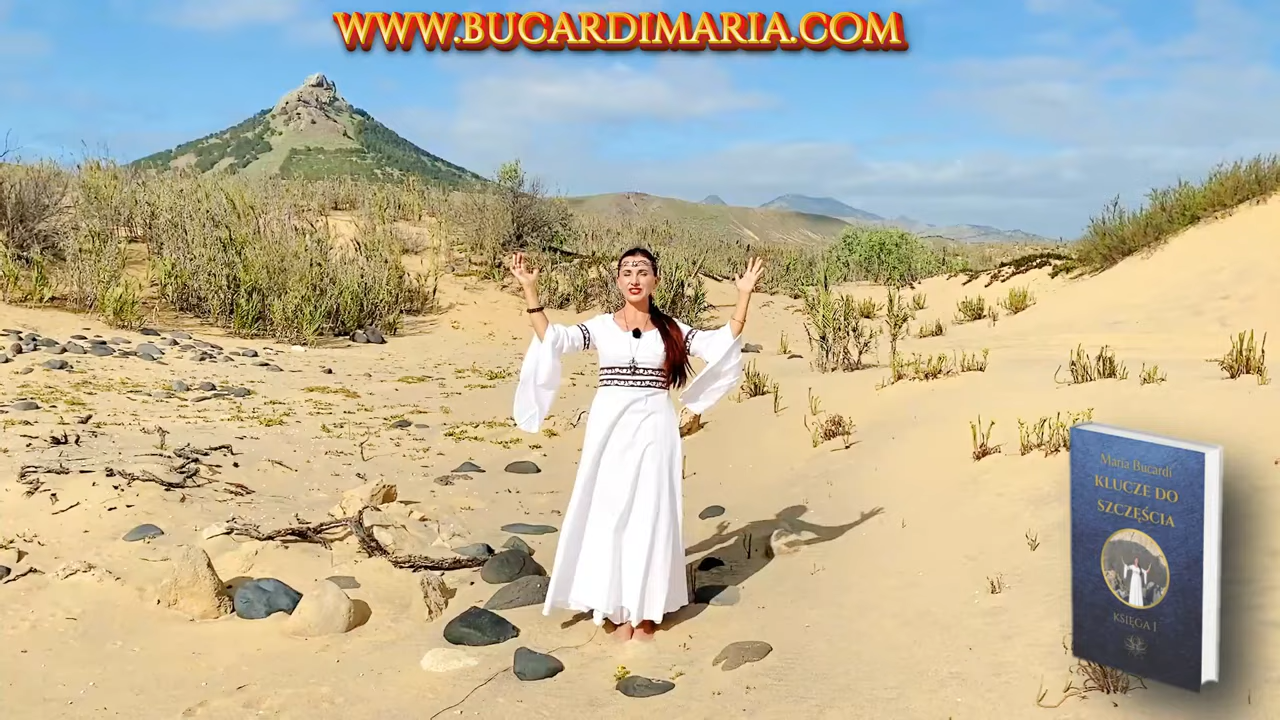 WWW.BUCARDIMARIA.COM
Maria Bucardi
KLUCZE DO
SZCZĘŚCIA
KSIĘGA I